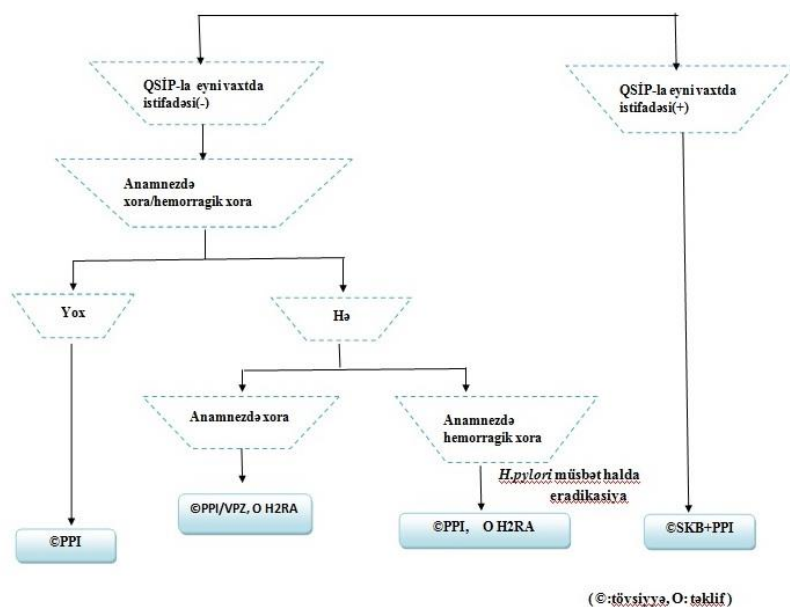 QSİP-la eyni vaxtda
istifadəsi(-)
QSİP-la eyni vaxtda
istifadəsi(+)
Anamnezdə
xora/hemorragik xora
Yox
Hə
Anamnezdə xora
Anamnezdə
hemorragik xora
H.pylori müsbət halda
eradikasiya
©PPI
©PPI/VPZ, O H2RA
©PPI, O H2RA
©SKB+PPI
(©:tövsiyyə, O: təklif)